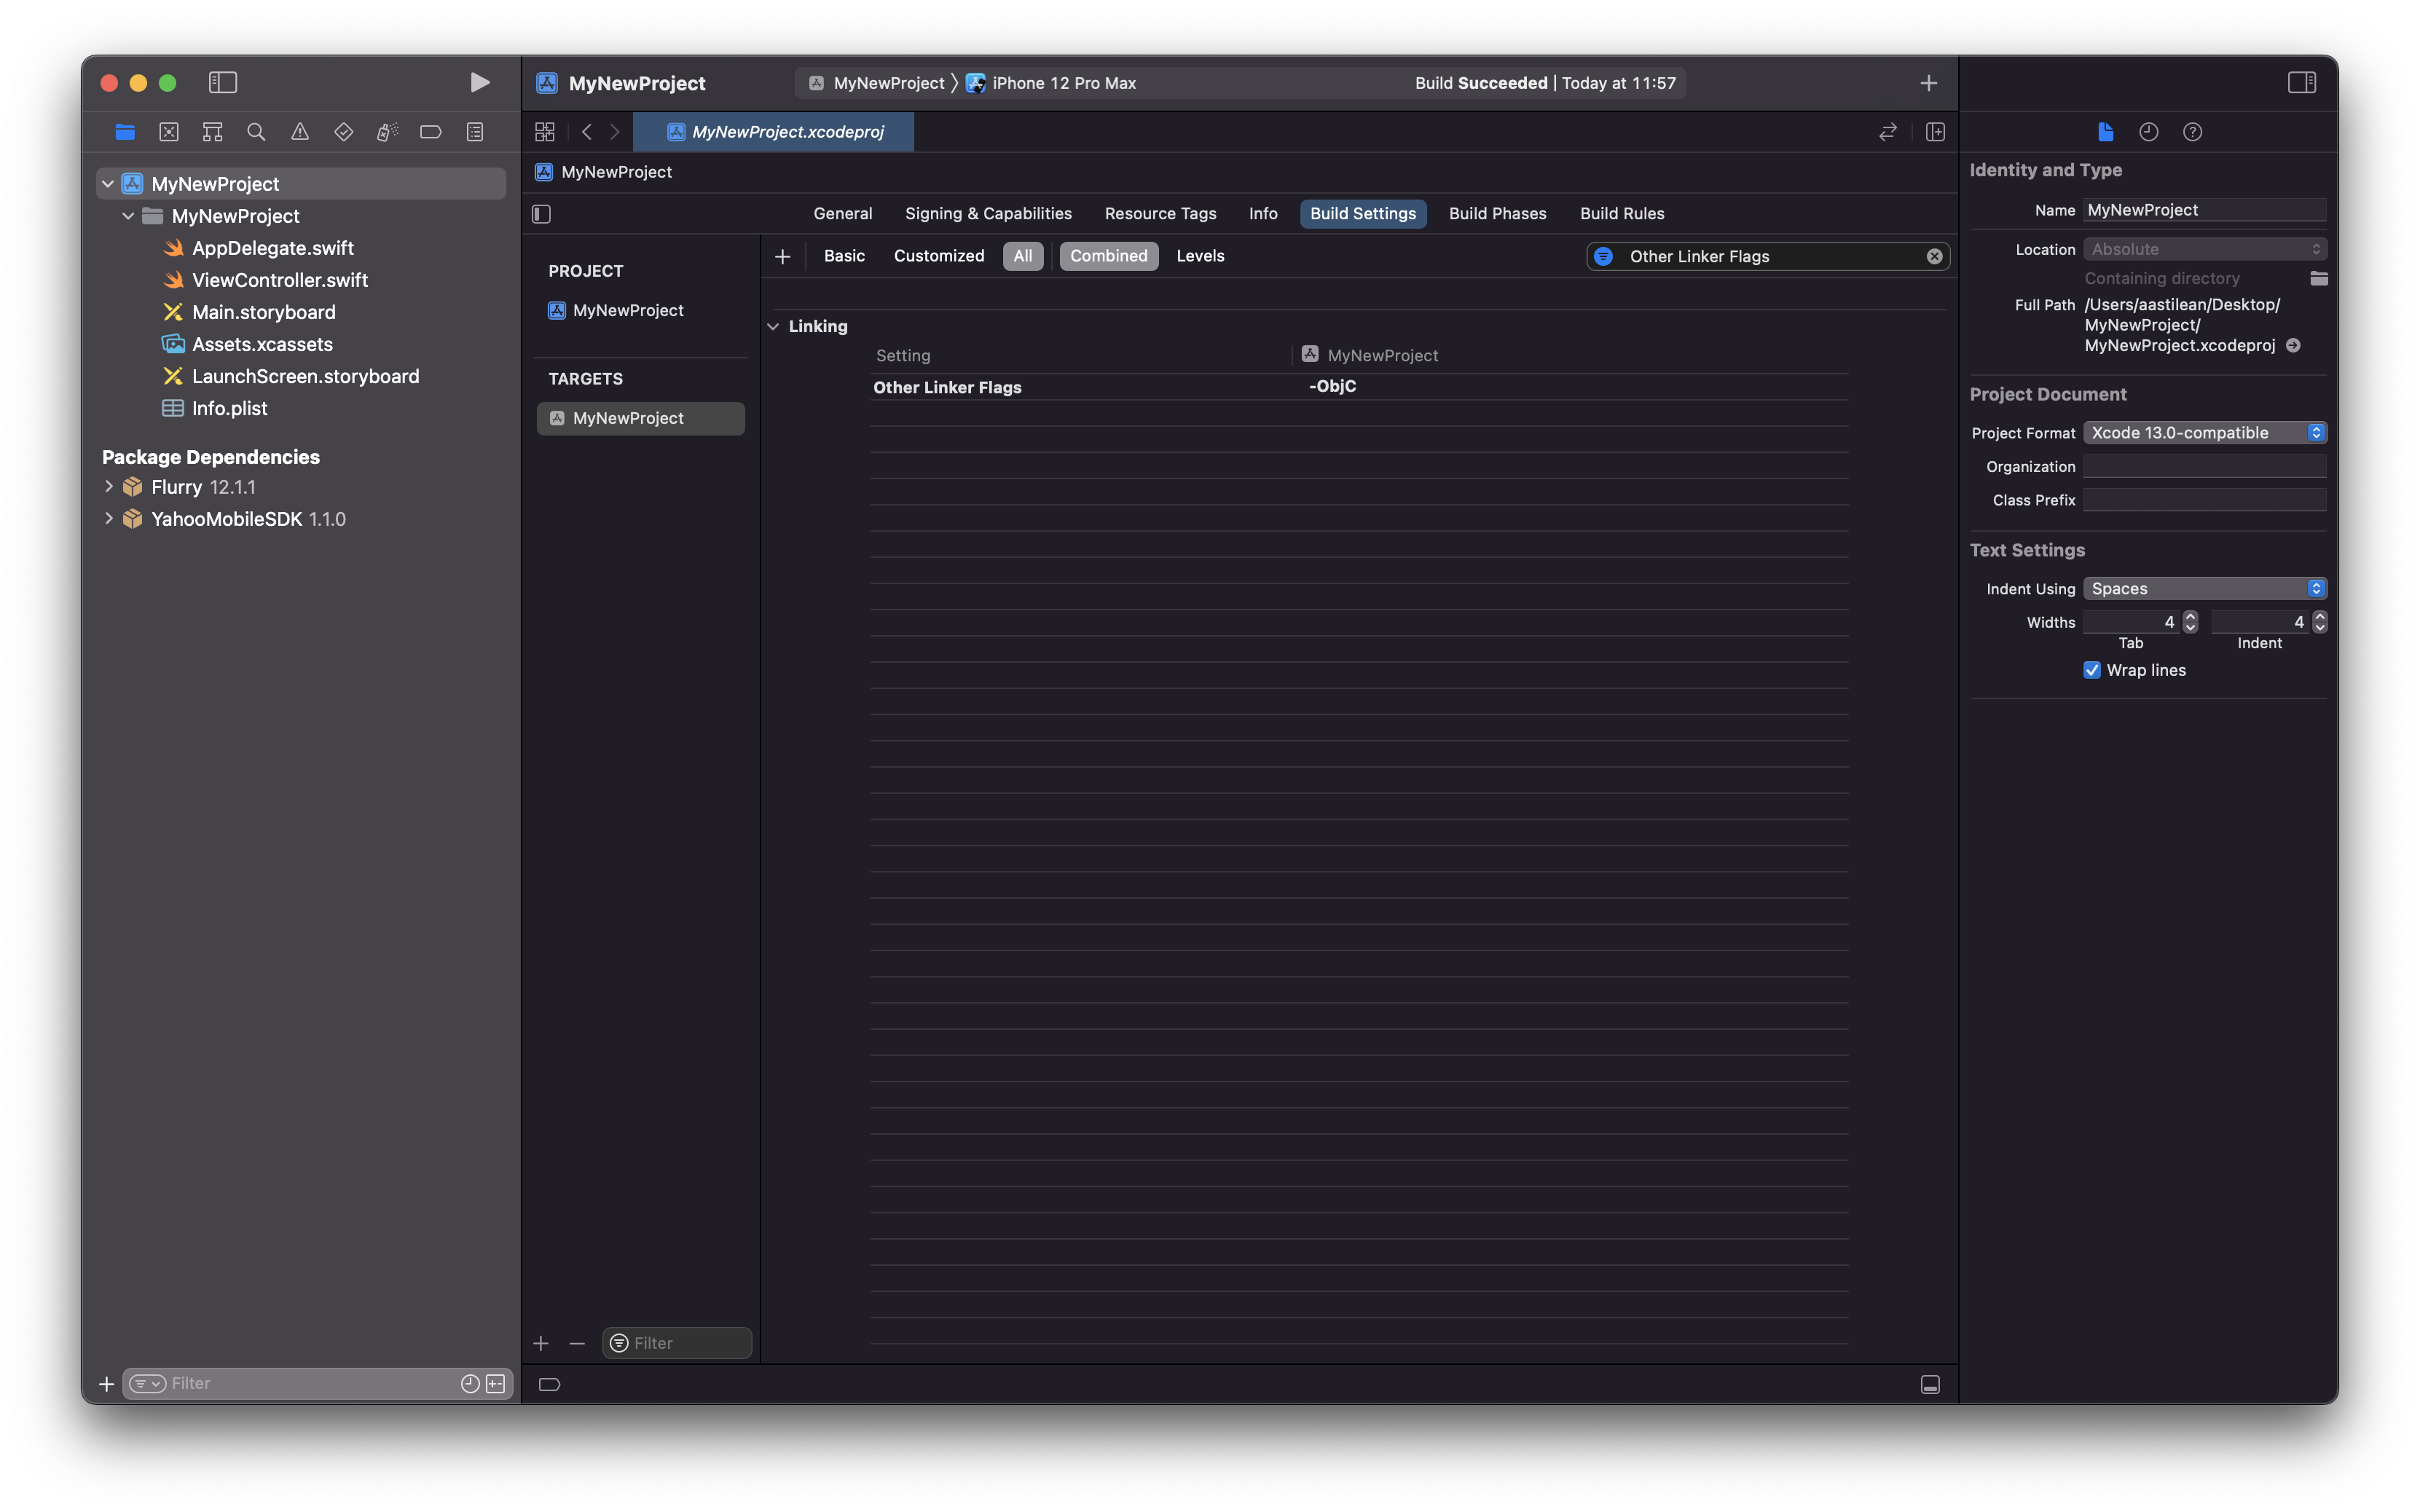 MyNewProject
MyNewProject 〉 iPhone 12 Pro Max
Build Succeeded | Today at 11:57
MyNewProject
MyNewProject
AppDelegate.swift
ViewController.swift
Main.storyboard
Assets.xcassets
LaunchScreen.storyboard
Info.plist
Package Dependencies
Flurry 12.1.1
YahooMobileSDK 1.1.0
Filter
MyNewProject.xcodeproj
MyNewProject
General Signing & Capabilities Resource Tags Info Build Settings Build Phases Build Rules
PROJECT
MyNewProject
TARGETS
MyNewProject
Filter
Basic Customized All Combined Levels
Other Linker Flags
Linking
Setting MyNewProject
Other Linker Flags -ObjC
Identity and Type
Name MyNewProject
Location Absolute
Containing directory
Full Path /Users/aastilean/Desktop/
MyNewProject/
MyNewProject.xcodeproj
Project Document
Project Format Xcode 13.0-compatible
Organization
Class Prefix
Text Settings
Indent Using Spaces
Widths 4 4
Tab Indent
Wrap lines